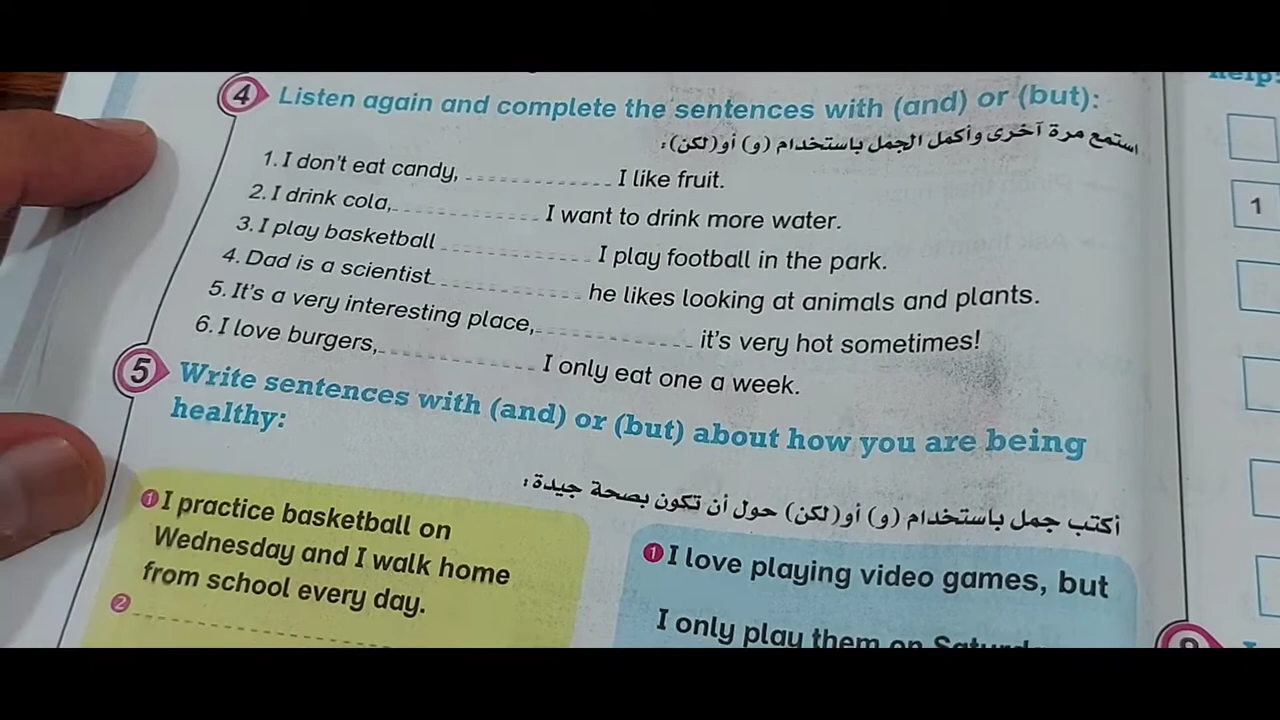 help:
4 Listen again and complete the sentences with (and) or (but):
استمع مرة آخرى وأكمل الجمل باستخدام (و) أو (لكن):
1. I don't eat candy, ............... I like fruit.
2. I drink cola, ............... I want to drink more water.
3. I play basketball ............... I play football in the park.
4. Dad is a scientist ............... he likes looking at animals and plants.
5. It's a very interesting place, ............... it's very hot sometimes!
6. I love burgers, ............... I only eat one a week.
1
5 Write sentences with (and) or (but) about how you are being
healthy:
أكتب جمل باستخدام (و) أو (لكن) حول أن تكون بصحة جيدة:
1 I practice basketball on
Wednesday and I walk home
from school every day.
2
1 I love playing video games, but
I only play them on